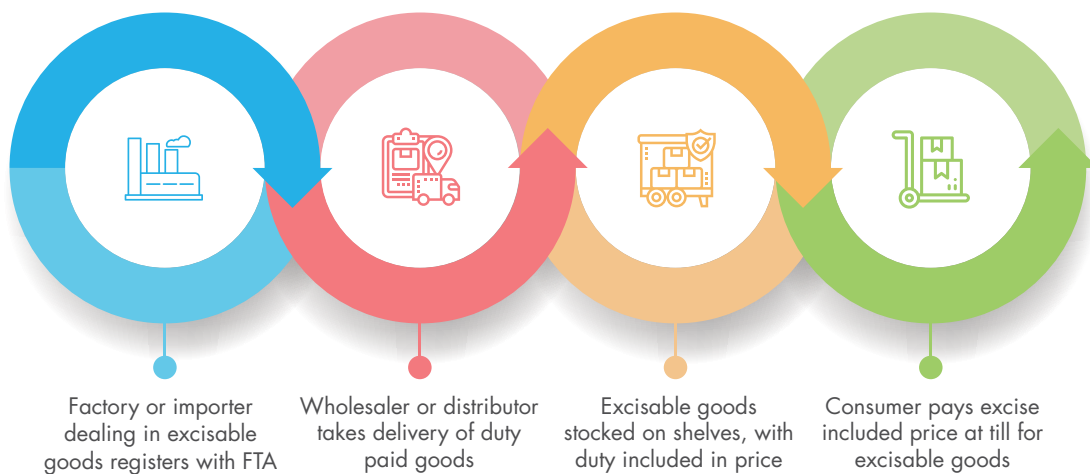 Factory or importer
dealing in excisable
goods registers with FTA
Wholesaler or distributor
takes delivery of duty
paid goods
Excisable goods
stocked on shelves, with
duty included in price
Consumer pays excise
included price at till for
excisable goods